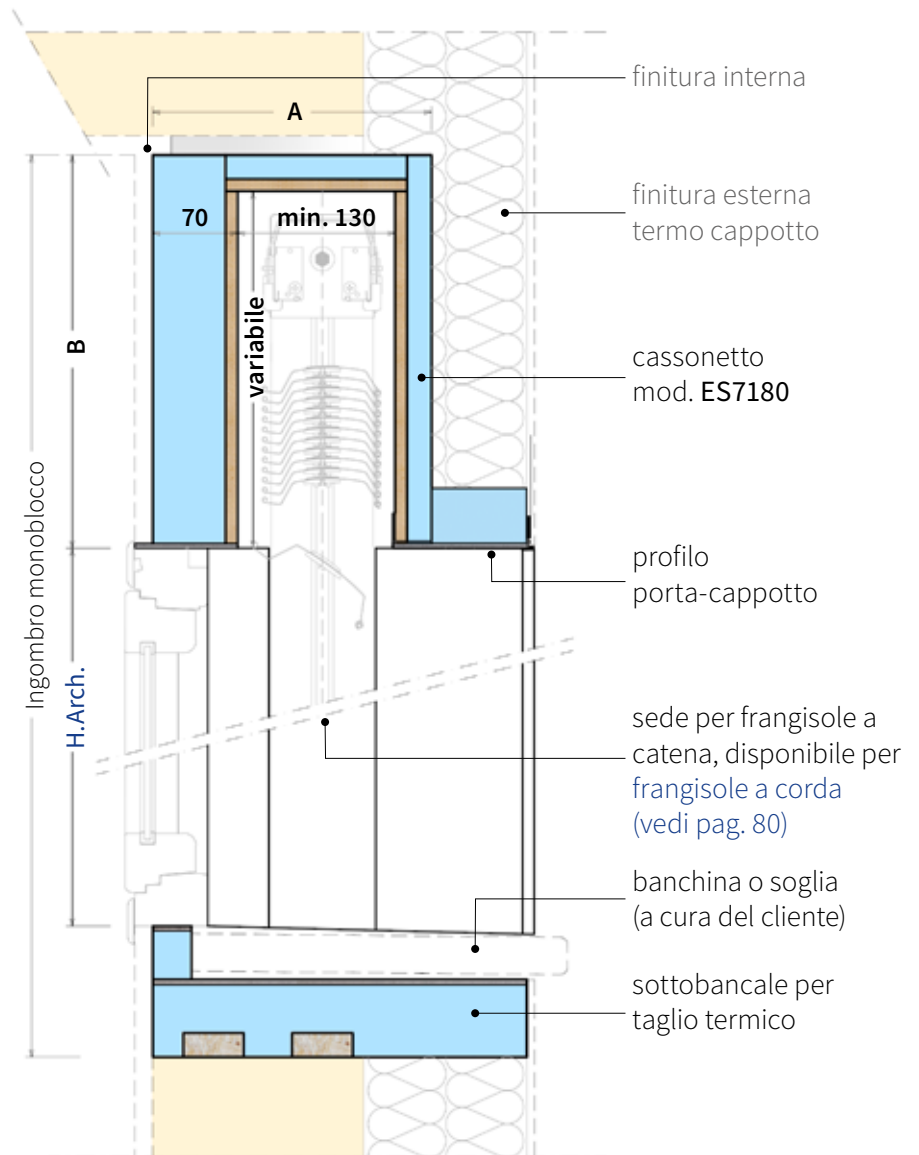 finitura interna
A
finitura esterna
termo cappotto
70
min. 130
variabile
B
cassonetto
mod. ES7180
Ingombro monoblocco
profilo
porta-cappotto
H.Arch.
sede per frangisole a
catena, disponibile per
frangisole a corda
(vedi pag. 80)
banchina o soglia
(a cura del cliente)
sottobancale per
taglio termico